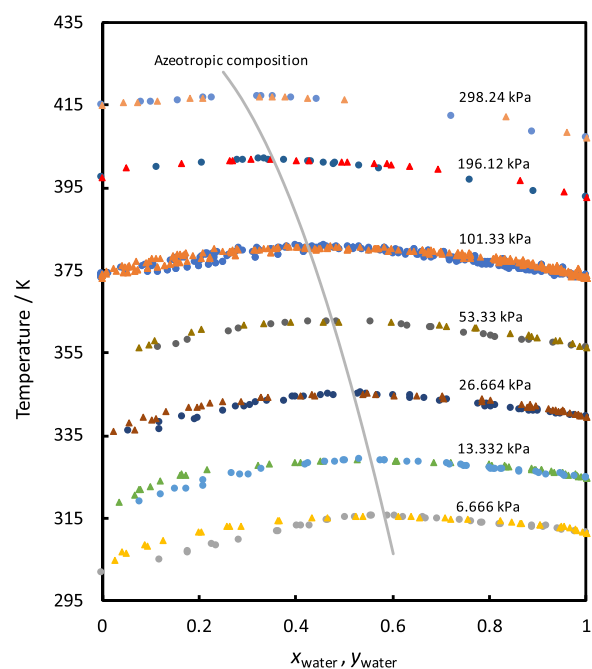 435
Azeotropic composition
298.24 kPa
415
196.12 kPa
395
101.33 kPa
375
53.33 kPa
355
26.664 kPa
335
13.332 kPa
6.666 kPa
315
295
0 0.2 0.4 0.6 0.8 1
Temperature / K
xwater , ywater